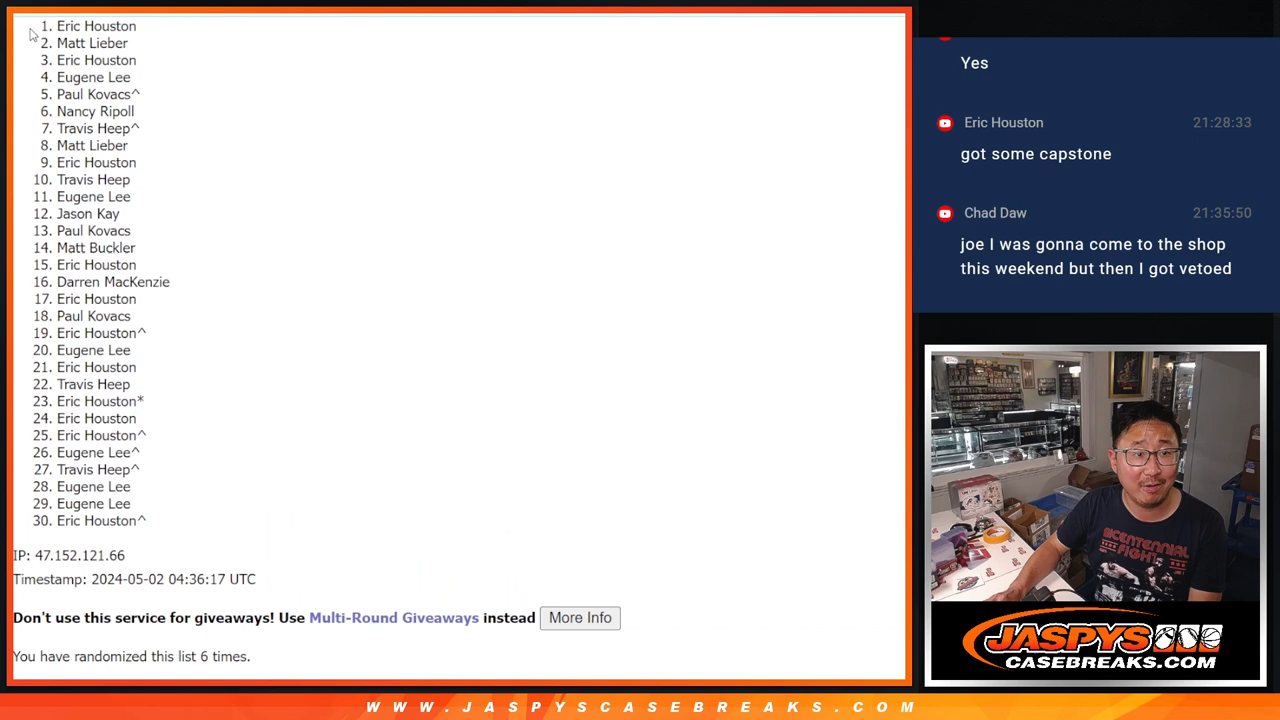 1. Eric Houston
2. Matt Lieber
3. Eric Houston
4. Eugene Lee
5. Paul Kovacs^
6. Nancy Ripoll
7. Travis Heep^
8. Matt Lieber
9. Eric Houston
10. Travis Heep
11. Eugene Lee
12. Jason Kay
13. Paul Kovacs
14. Matt Buckler
15. Eric Houston
16. Darren MacKenzie
17. Eric Houston
18. Paul Kovacs
19. Eric Houston^
20. Eugene Lee
21. Eric Houston
22. Travis Heep
23. Eric Houston*
24. Eric Houston
25. Eric Houston^
26. Eugene Lee^
27. Travis Heep^
28. Eugene Lee
29. Eugene Lee
30. Eric Houston^
IP: 47.152.121.66
Timestamp: 2024-05-02 04:36:17 UTC
Don't use this service for giveaways! Use Multi-Round Giveaways instead More Info
You have randomized this list 6 times.
Yes
Eric Houston 21:28:33
got some capstone
Chad Daw 21:35:50
joe I was gonna come to the shop
this weekend but then I got vetoed
BICENTENNIAL
FIGHT
JASPYS
CASEBREAKS.COM
WWW.JASPYSCASEBREAKS.COM